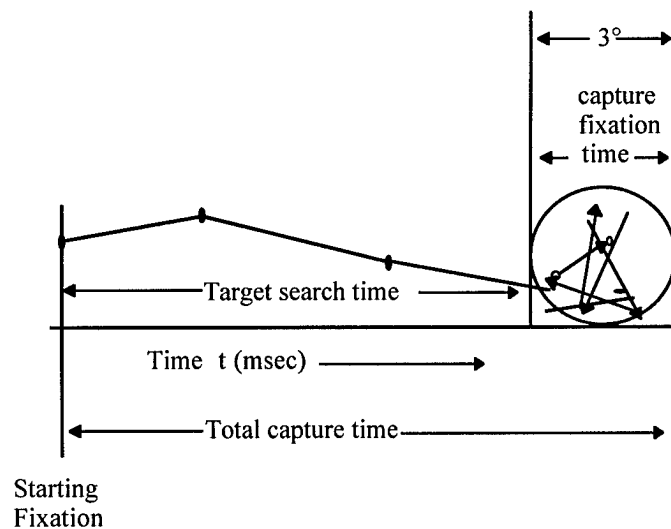 3°
capture
fixation
time
Target search time
Time t (msec)
Total capture time
Starting
Fixation